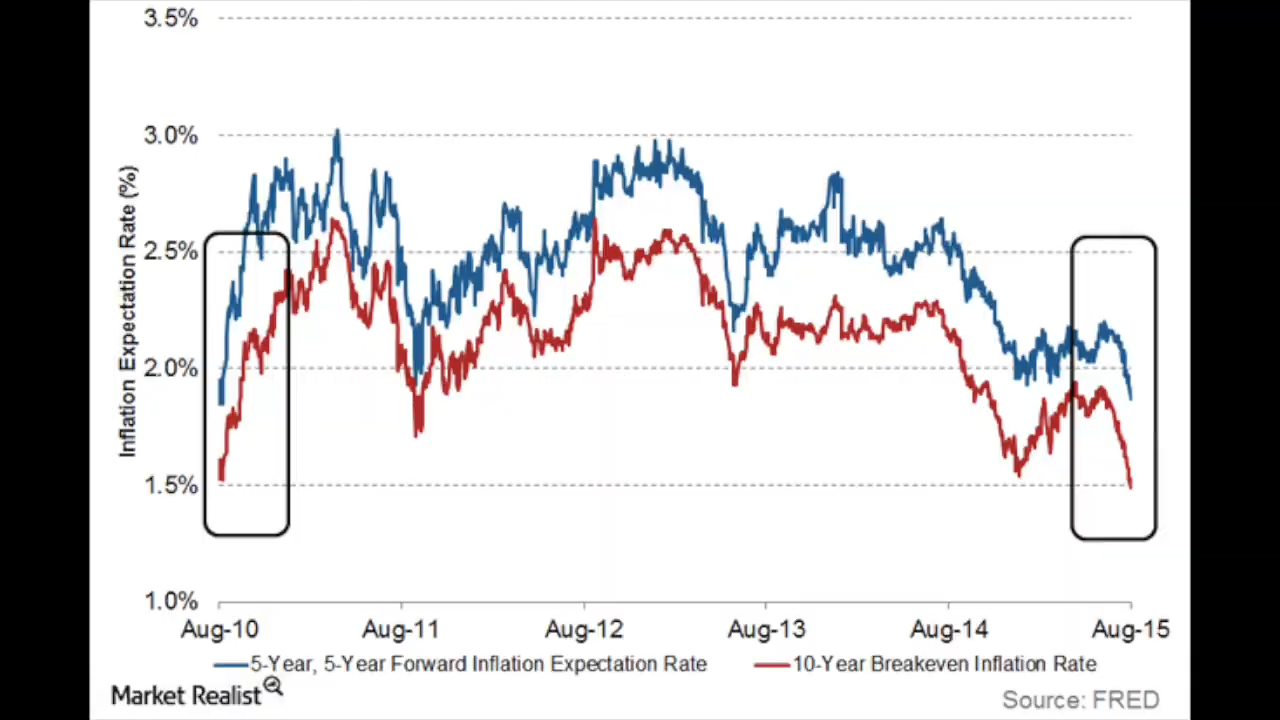 3.5%
3.0%
2.5%
2.0%
1.5%
1.0%
Inflation Expectation Rate (%)
Aug-10 Aug-11 Aug-12 Aug-13 Aug-14 Aug-15
5-Year, 5-Year Forward Inflation Expectation Rate 10-Year Breakeven Inflation Rate
Market Realist Source: FRED